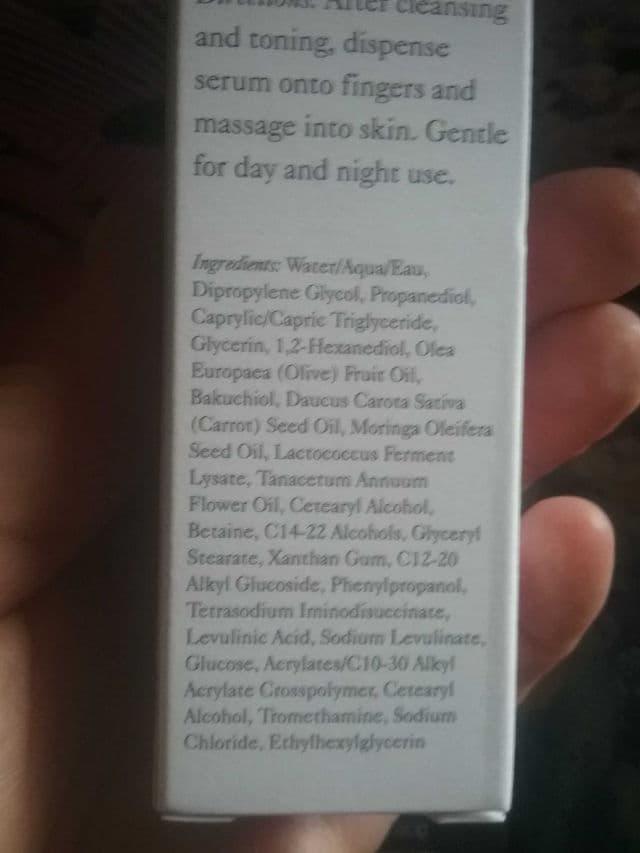 Directions: After cleansing
and toning, dispense
serum onto fingers and
massage into skin. Gentle
for day and night use.
Ingredients: Water/Aqua/Eau,
Dipropylene Glycol, Propanediol,
Caprylic/Capric Triglyceride,
Glycerin, 1,2-Hexanediol, Olea
Europaea (Olive) Fruit Oil,
Bakuchiol, Daucus Carota Sativa
(Carrot) Seed Oil, Moringa Oleifera
Seed Oil, Lactococcus Ferment
Lysate, Tanacetum Annuum
Flower Oil, Cetearyl Alcohol,
Betaine, C14-22 Alcohols, Glyceryl
Stearate, Xanthan Gum, C12-20
Alkyl Glucoside, Phenylpropanol,
Tetrasodium Iminodisuccinate,
Levulinic Acid, Sodium Levulinate,
Glucose, Acrylates/C10-30 Alkyl
Acrylate Crosspolymer, Cetearyl
Alcohol, Tromethamine, Sodium
Chloride, Ethylhexylglycerin